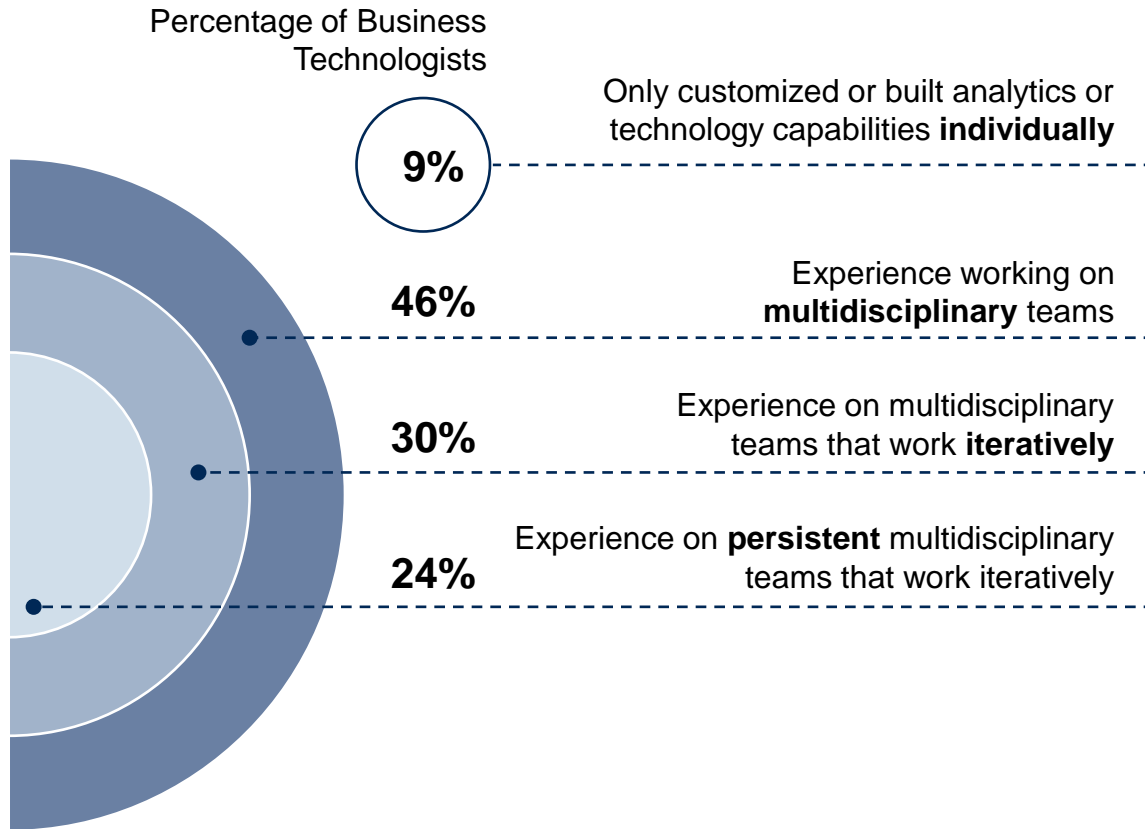 Percentage of Business
Technologists
9%
Only customized or built analytics or
technology capabilities individually
46%
Experience working on
multidisciplinary teams
30%
Experience on multidisciplinary
teams that work iteratively
24%
Experience on persistent multidisciplinary
teams that work iteratively